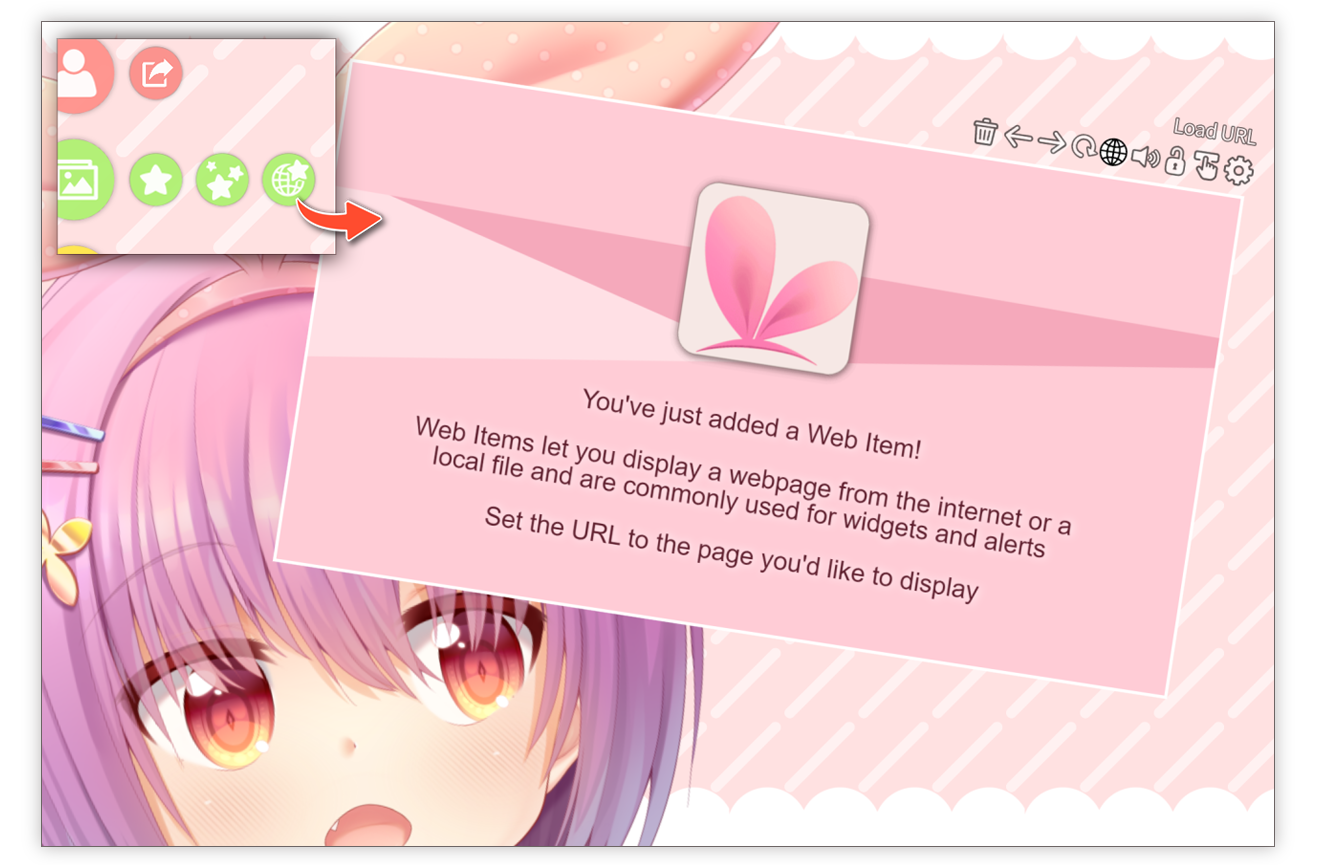 Load URL
You've just added a Web Item!
Web Items let you display a webpage from the internet or a
local file and are commonly used for widgets and alerts
Set the URL to the page you'd like to display